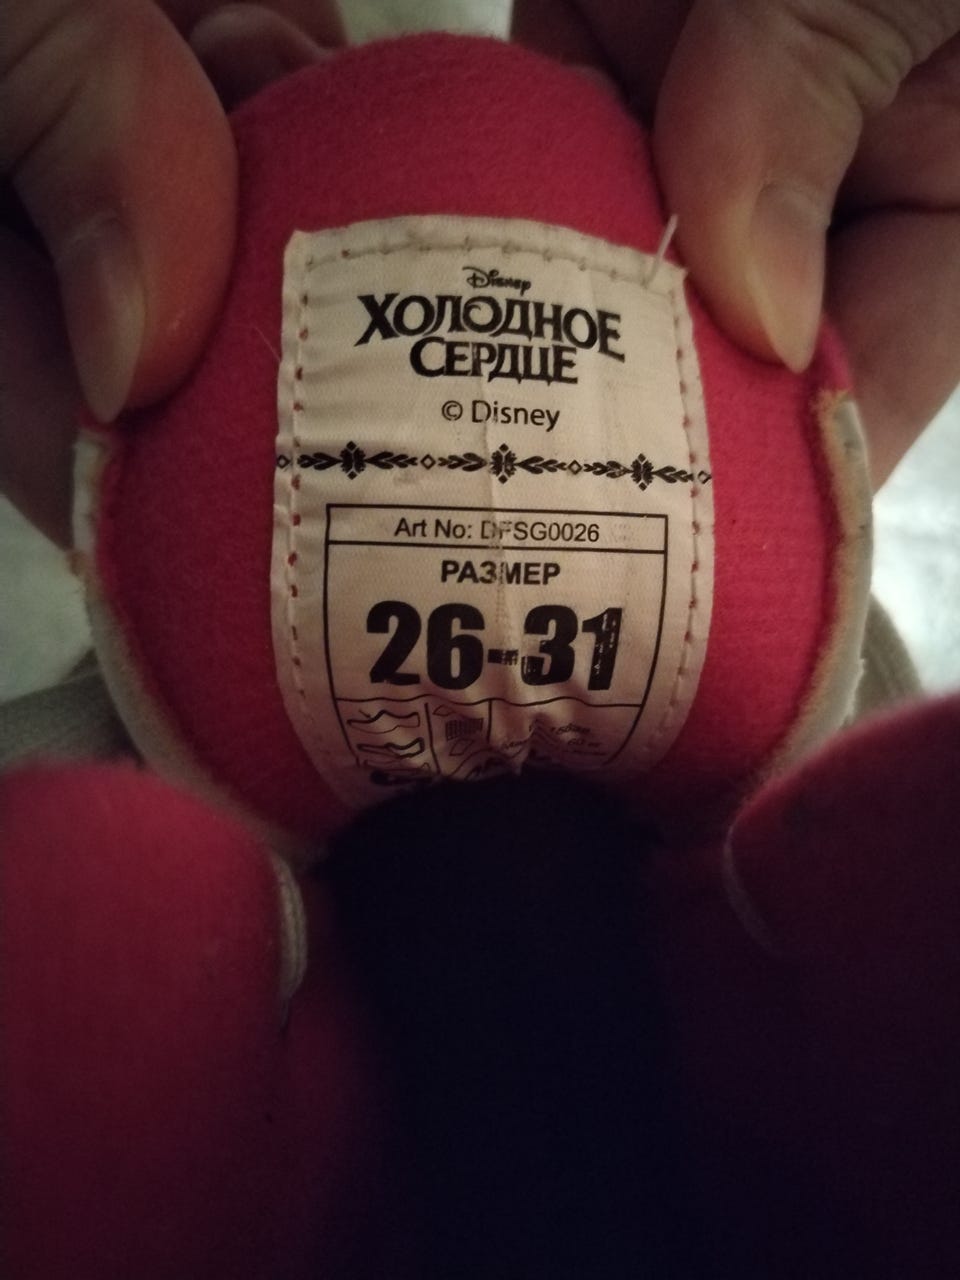 Disney
ХОЛОДНОЕ
СЕРДЦЕ
© Disney
Art No: DFSG0026
РАЗМЕР
26-31